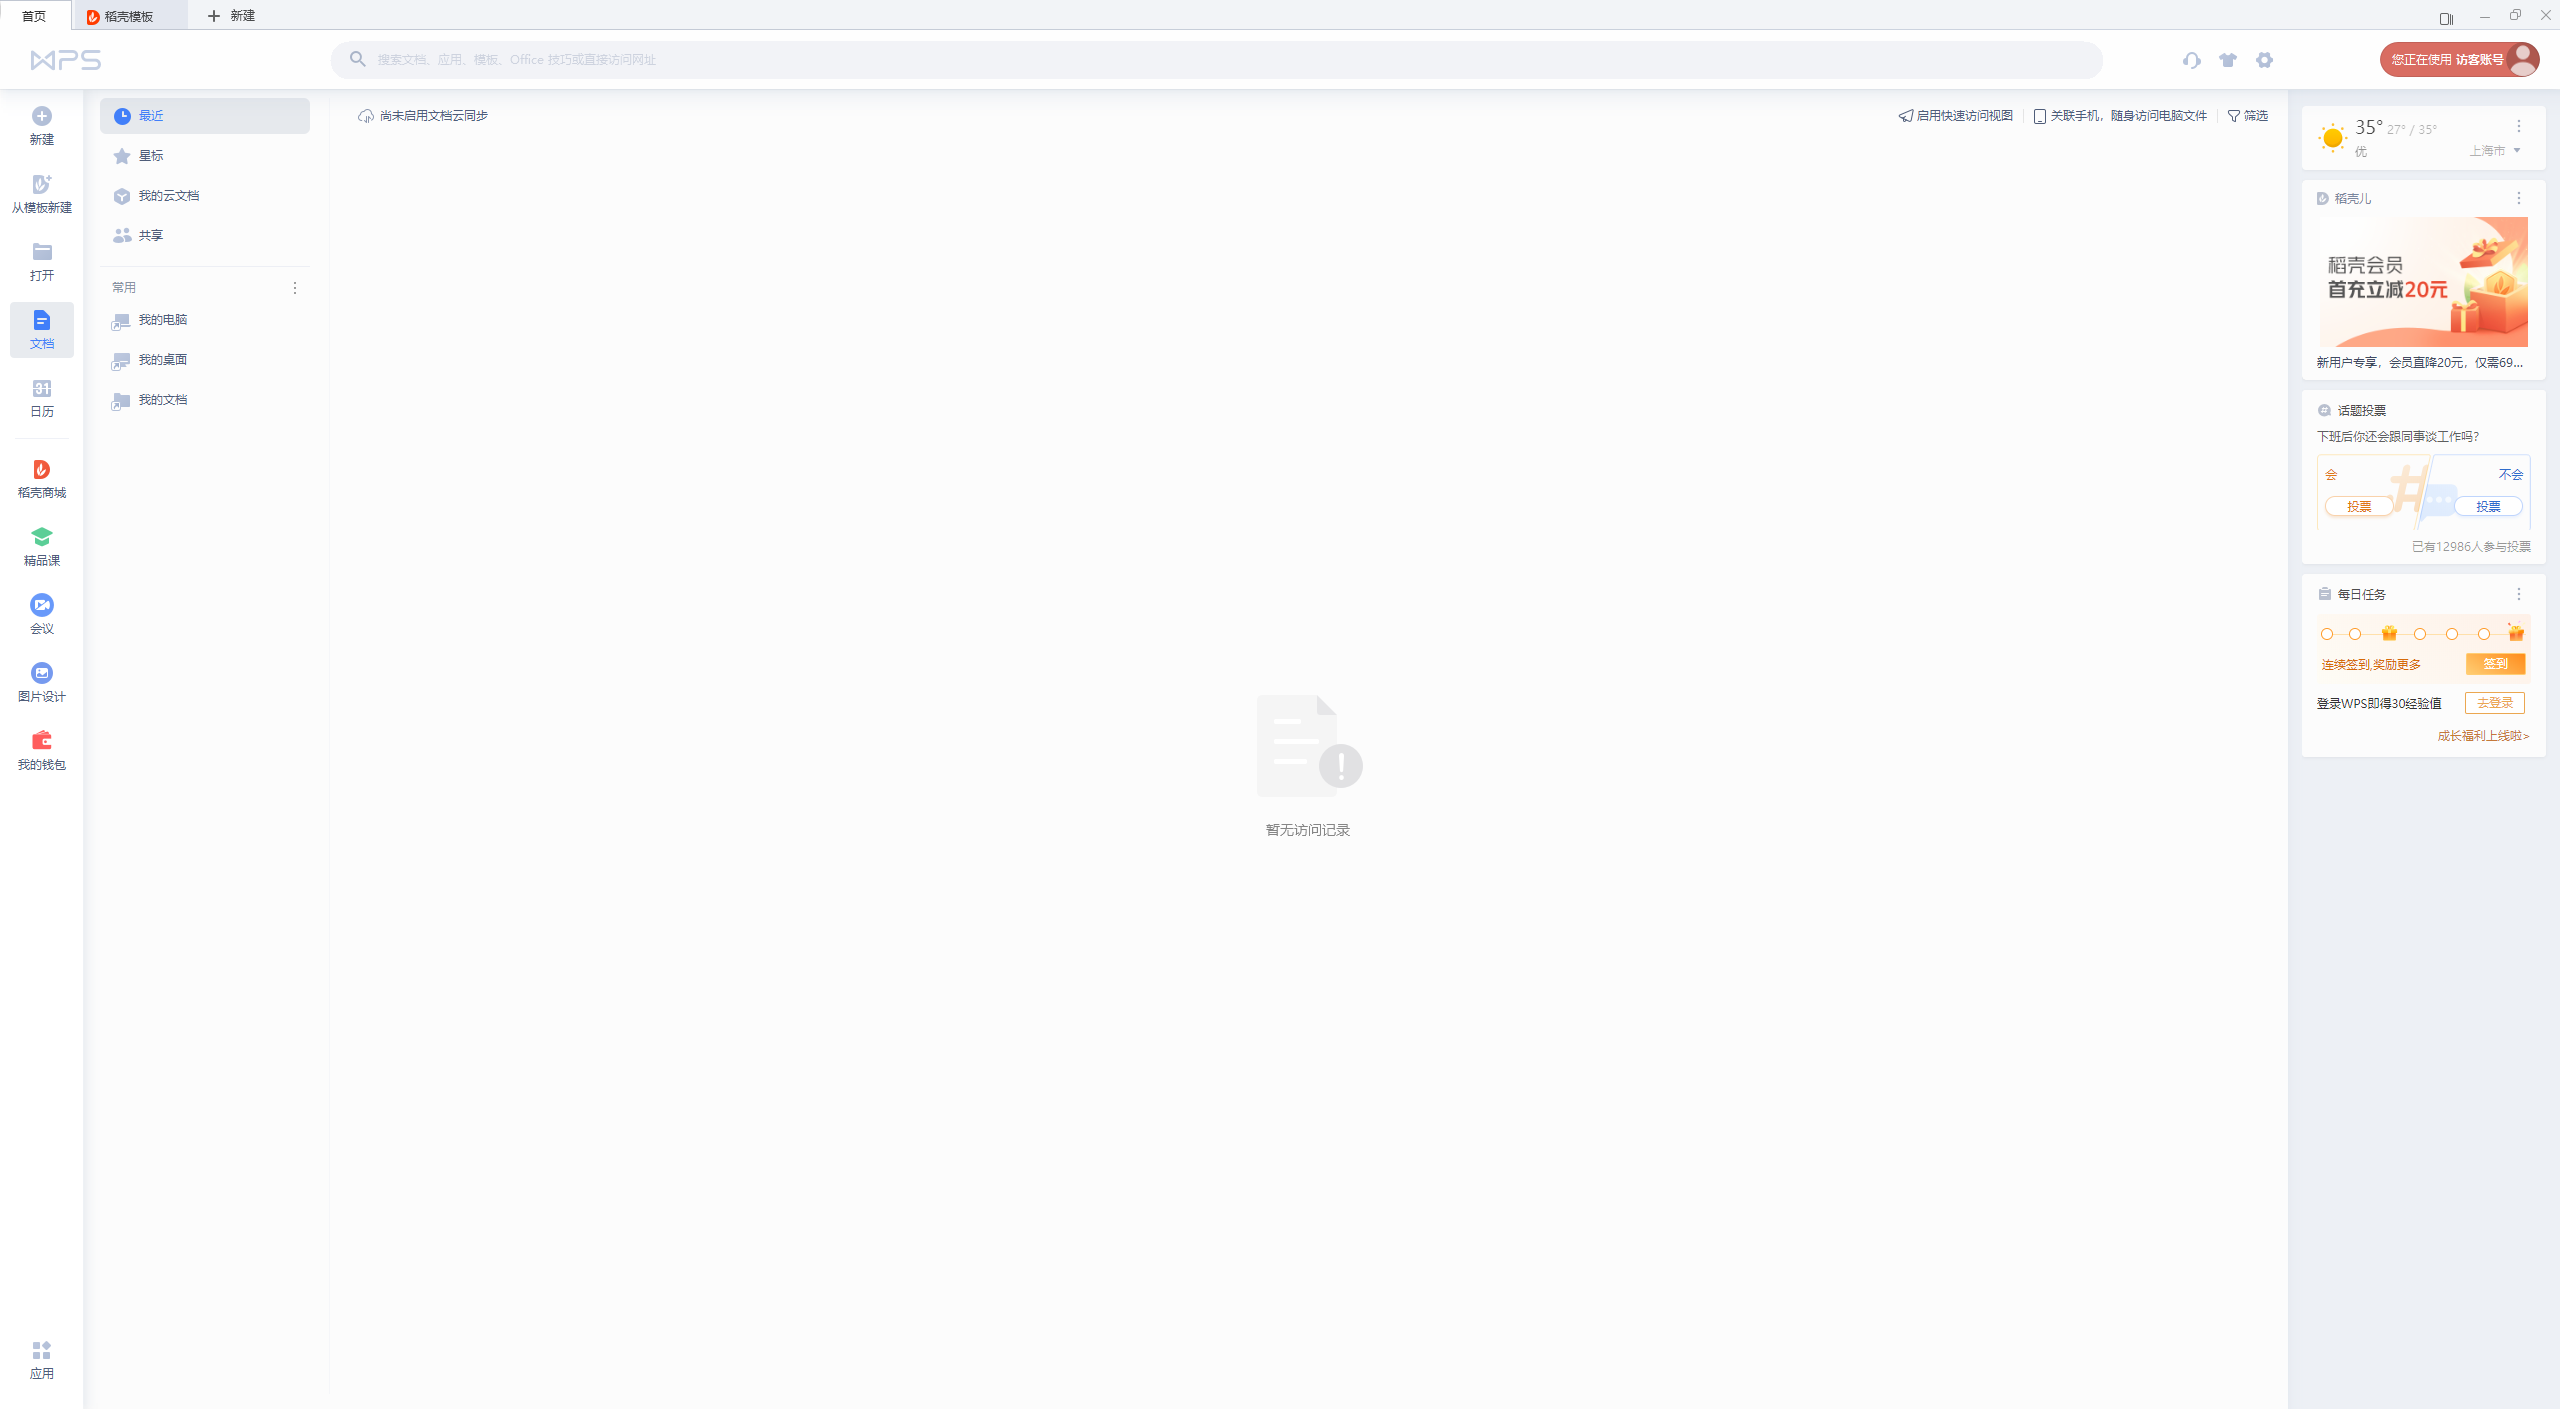 首页
稻壳模板
新建
WPS
搜索文档、应用、模板、Office 技巧或直接访问网址
您正在使用 访客账号
新建
从模板新建
打开
文档
31
日历
稻壳商城
精品课
会议
图片设计
我的钱包
应用
最近
星标
我的云文档
共享
常用
我的电脑
我的桌面
我的文档
尚未启用文档云同步
启用快速访问视图
关联手机，随身访问电脑文件
筛选
暂无访问记录
35° 27° / 35°
优
上海市
稻壳儿
稻壳会员
首充立减20元
新用户专享，会员直降20元，仅需69...
话题投票
下班后你还会跟同事谈工作吗？
会
不会
投票
投票
已有12986人参与投票
每日任务
连续签到,奖励更多
签到
登录WPS即得30经验值
去登录
成长福利上线啦>